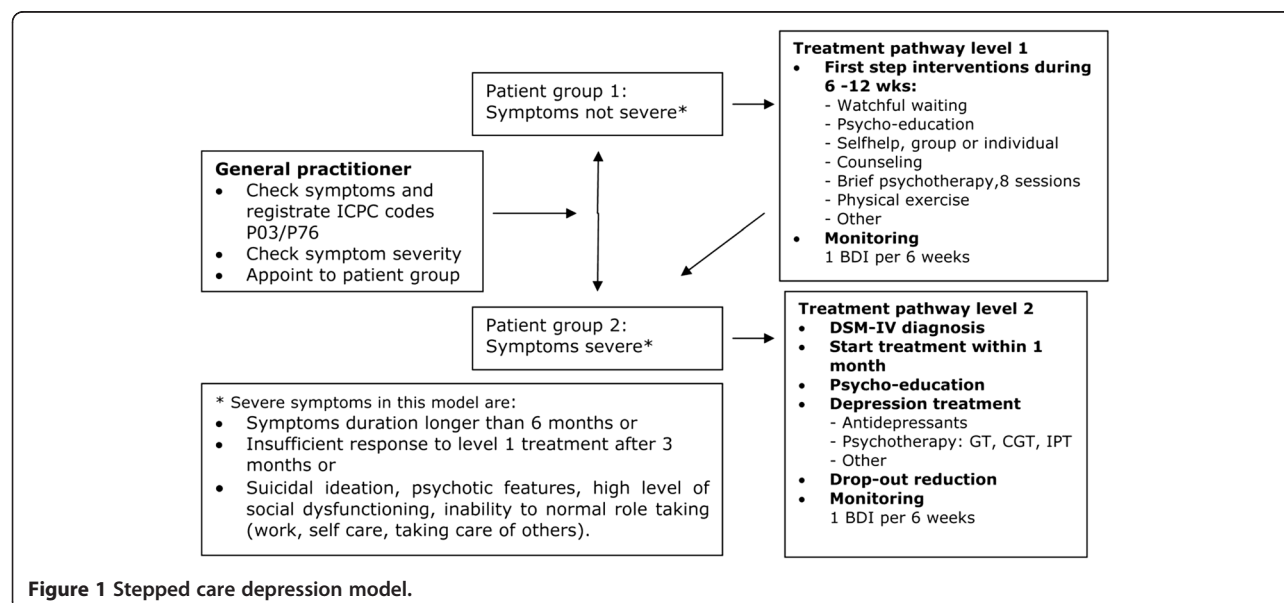 General practitioner
• Check symptoms and
registrate ICPC codes
P03/P76
• Check symptom severity
• Appoint to patient group
Patient group 1:
Symptoms not severe*
Treatment pathway level 1
• First step interventions during
6 -12 wks:
- Watchful waiting
- Psycho-education
- Selfhelp, group or individual
- Counseling
- Brief psychotherapy,8 sessions
- Physical exercise
- Other
• Monitoring
1 BDI per 6 weeks
Patient group 2:
Symptoms severe*
Treatment pathway level 2
• DSM-IV diagnosis
• Start treatment within 1
month
• Psycho-education
• Depression treatment
- Antidepressants
- Psychotherapy: GT, CGT, IPT
- Other
• Drop-out reduction
• Monitoring
1 BDI per 6 weeks
* Severe symptoms in this model are:
• Symptoms duration longer than 6 months or
• Insufficient response to level 1 treatment after 3
months or
• Suicidal ideation, psychotic features, high level of
social dysfunctioning, inability to normal role taking
(work, self care, taking care of others).
Figure 1 Stepped care depression model.